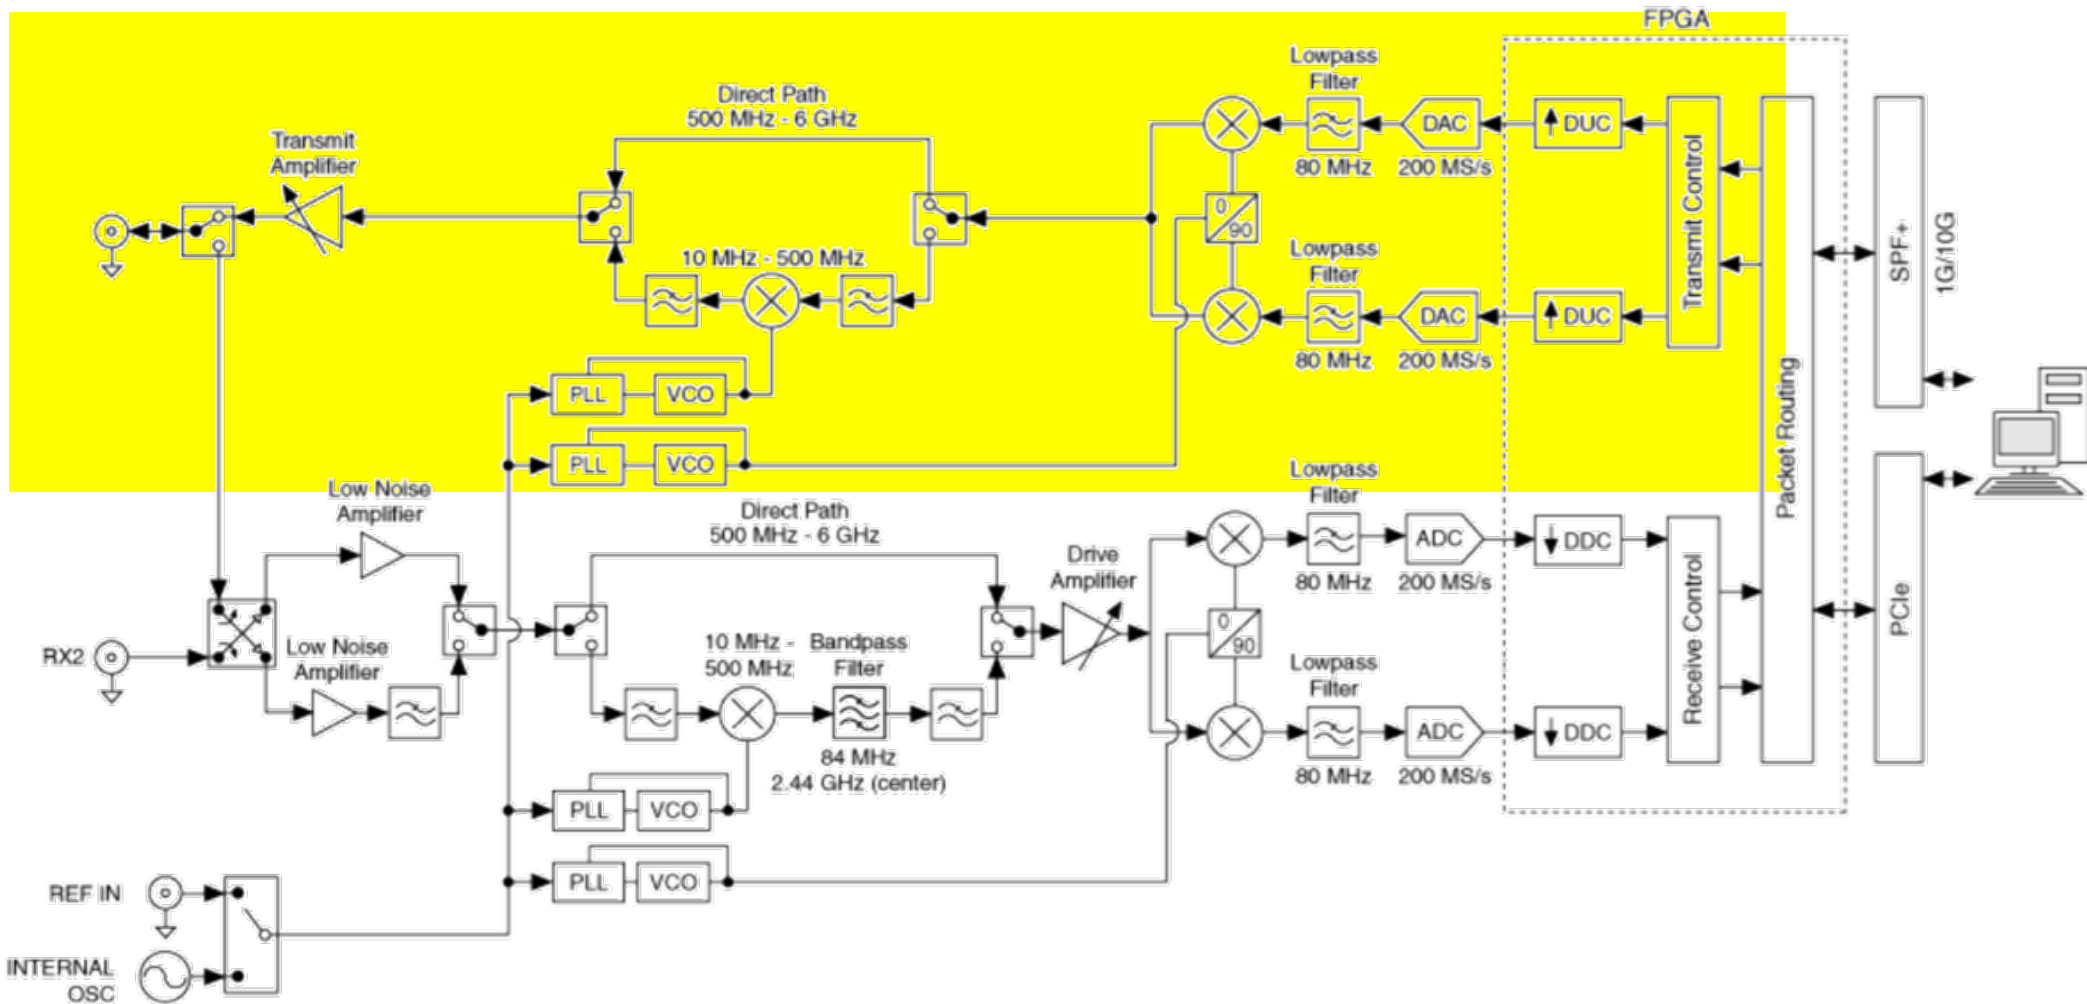 FPGA
Lowpass
Filter
Direct Path
500 MHz - 6 GHz
DAC
DUC
Transmit
Amplifier
80 MHz
200 MS/s
Transmit Control
0
90
SPF+
1G/10G
10 MHz - 500 MHz
Lowpass
Filter
DAC
DUC
80 MHz
200 MS/s
PLL
VCO
Packet Routing
PLL
VCO
Low Noise
Amplifier
Direct Path
500 MHz - 6 GHz
Lowpass
Filter
Drive
Amplifier
ADC
DDC
80 MHz
200 MS/s
Receive Control
PCIe
0
90
RX2
Low Noise
Amplifier
10 MHz -
500 MHz
Bandpass
Filter
Lowpass
Filter
ADC
DDC
84 MHz
2.44 GHz (center)
80 MHz
200 MS/s
PLL
VCO
PLL
VCO
REF IN
INTERNAL
OSC